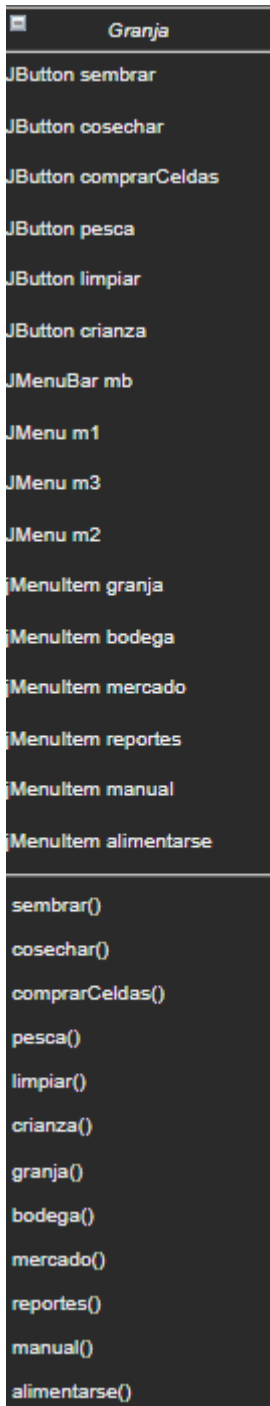 Granja
JButton sembrar
JButton cosechar
JButton comprarCeldas
JButton pesca
JButton limpiar
JButton crianza
JMenuBar mb
JMenu m1
JMenu m3
JMenu m2
jMenuItem granja
jMenuItem bodega
jMenuItem mercado
jMenuItem reportes
jMenuItem manual
jMenuItem alimentarse
sembrar()
cosechar()
comprarCeldas()
pesca()
limpiar()
crianza()
granja()
bodega()
mercado()
reportes()
manual()
alimentarse()